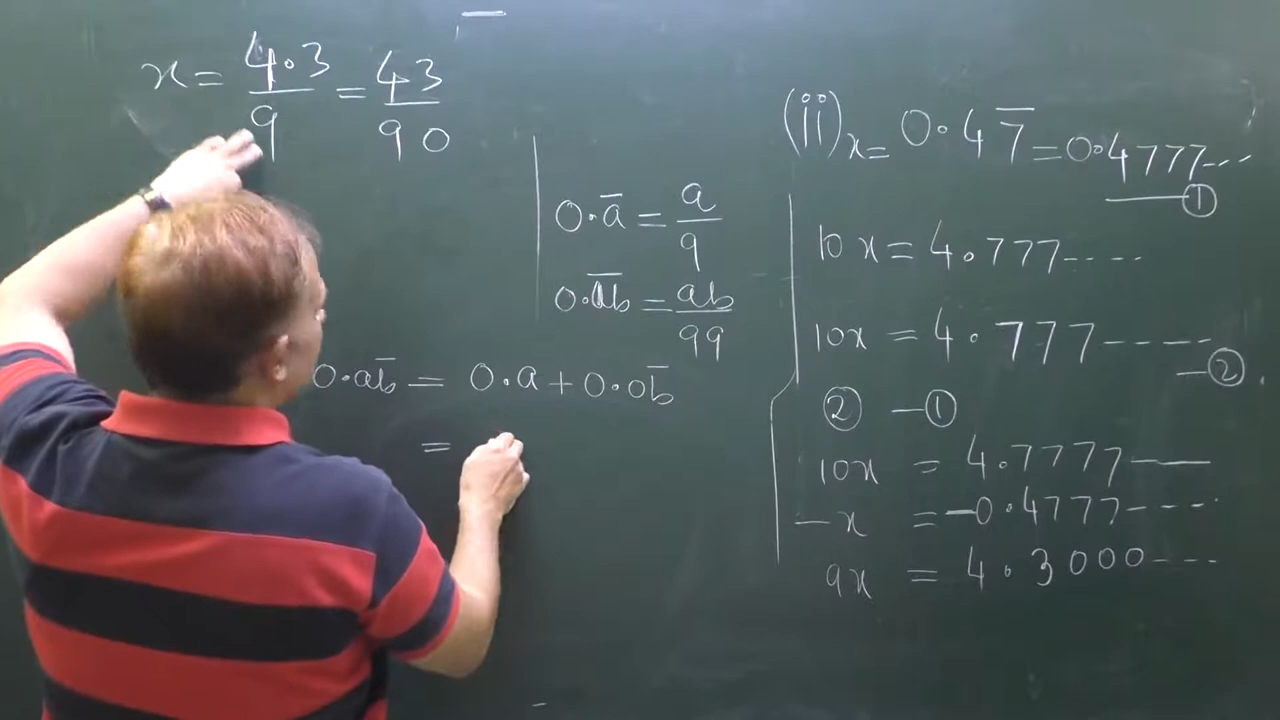 x = 4.3/9 = 43/90
0.a̅ = a/9
0.a̅b̅ = ab/99
0.ab̅ = 0.a + 0.0b̅
=
(ii) x = 0.47̅ = 0.4777...
—①
10x = 4.777....
10x = 4.777-----
—②
② — ①
10x = 4.7777——
—x = —0.4777----
9x = 4.3000---